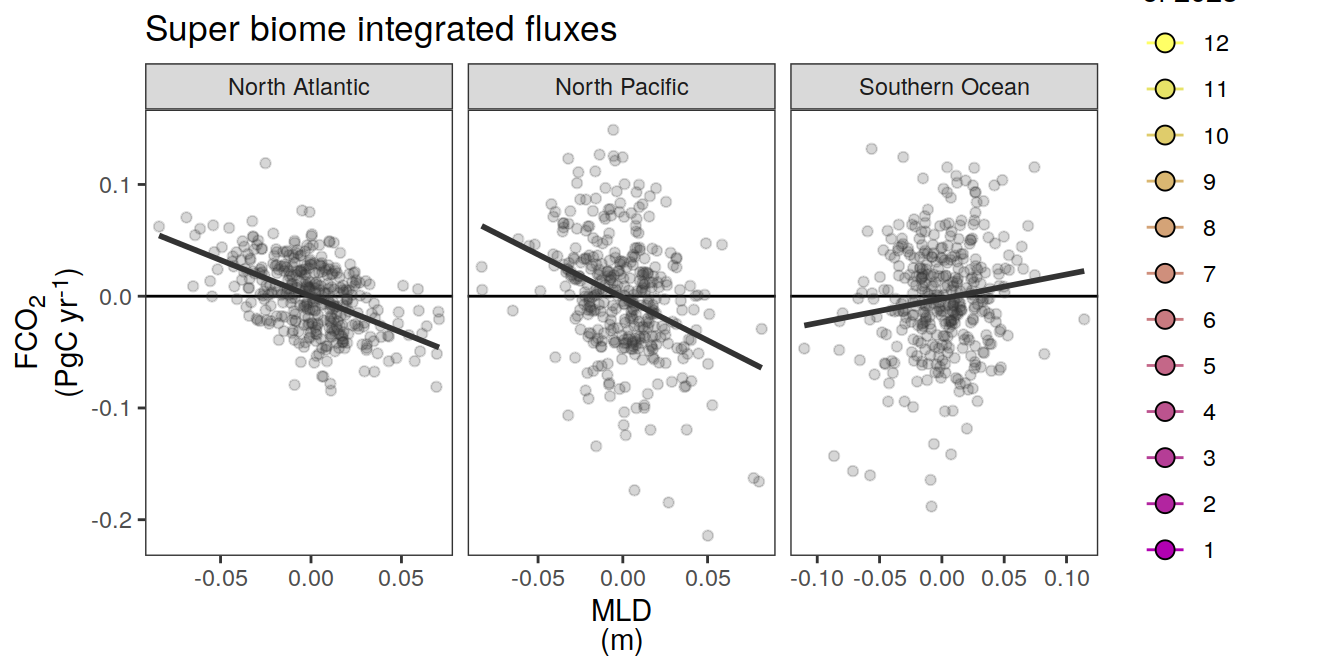 Super biome integrated fluxes
North Atlantic
North Pacific
Southern Ocean
FCO₂
(PgC yr⁻¹)
0.1
0.0
-0.1
-0.2
-0.05 0.00 0.05
-0.05 0.00 0.05
-0.10 -0.05 0.00 0.05 0.10
MLD
(m)
12
11
10
9
8
7
6
5
4
3
2
1